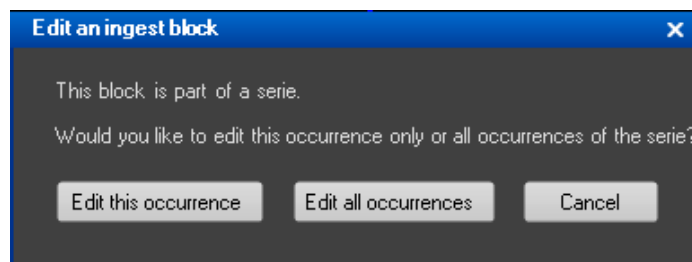 Edit an ingest block
This block is part of a serie.
Would you like to edit this occurrence only or all occurrences of the serie?
Edit this occurrence Edit all occurrences Cancel